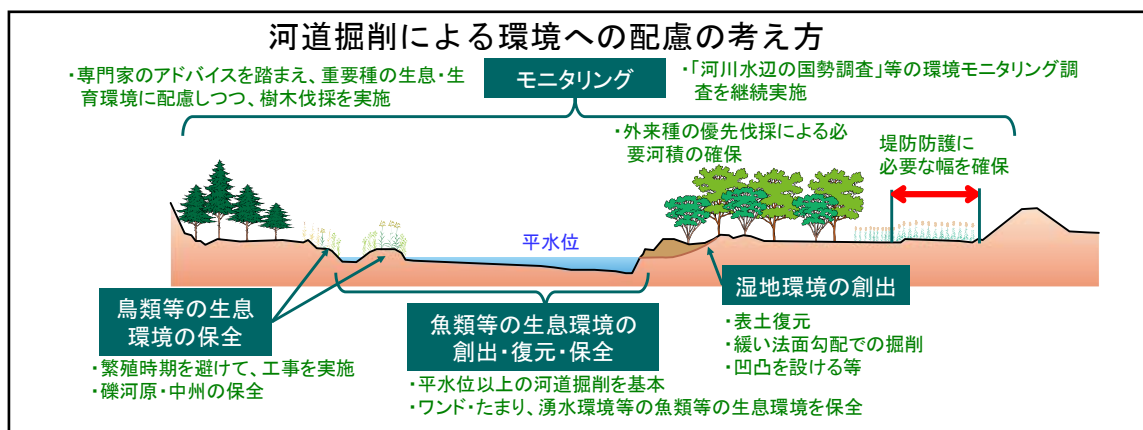 河道掘削による環境への配慮の考え方
・専門家のアドバイスを踏まえ、重要種の生息・生
育環境に配慮しつつ、樹木伐採を実施
モニタリング
・「河川水辺の国勢調査」等の環境モニタリング調
査を継続実施
・外来種の優先伐採による必
要河積の確保
堤防防護に
必要な幅を確保
平水位
鳥類等の生息
環境の保全
・繁殖時期を避けて、工事を実施
・礫河原・中州の保全
魚類等の生息環境の
創出・復元・保全
・平水位以上の河道掘削を基本
・ワンド・たまり、湧水環境等の魚類等の生息環境を保全
湿地環境の創出
・表土復元
・緩い法面勾配での掘削
・凹凸を設ける等